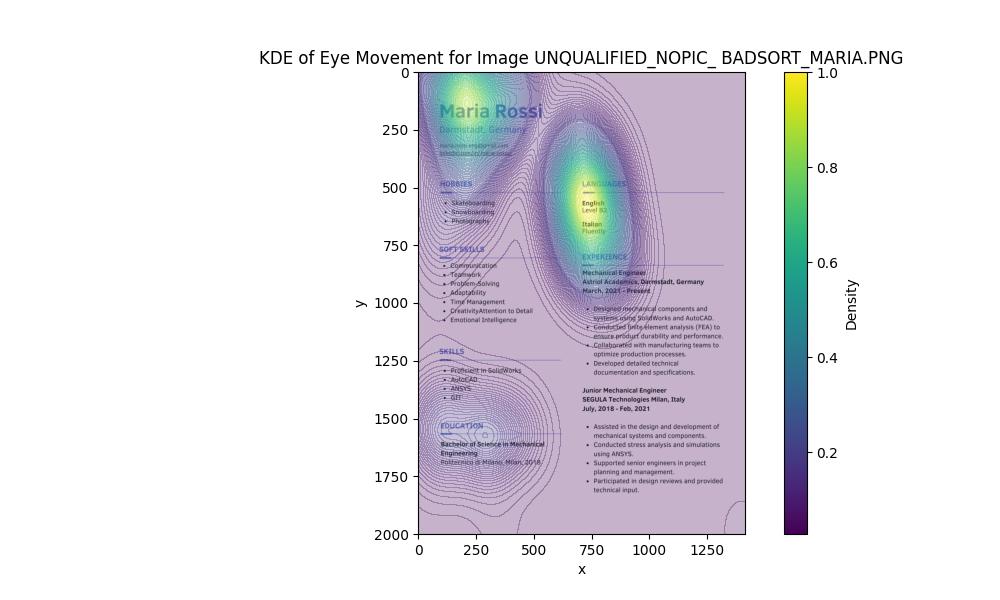 KDE of Eye Movement for Image UNQUALIFIED_NOPIC_ BADSORT_MARIA.PNG
0
250
500
750
1000
1250
1500
1750
2000
y
0
250
500
750
1000
1250
x
1.0
0.8
0.6
0.4
0.2
Density
Maria Rossi
Darmstadt, Germany
HOBBIES
• Skateboarding
• Snowboarding
• Photography
SOFT SKILLS
• Communication
• Teamwork
• Problem-Solving
• Adaptability
• Time Management
• CreativityAttention to Detail
• Emotional Intelligence
SKILLS
• Proficient in SolidWorks
• AutoCAD
• ANSYS
• GIT
EDUCATION
Bachelor of Science in Mechanical
Engineering
Politecnico di Milano, Milan, 2018
LANGUAGES
English
Level B2
Italian
Fluently
EXPERIENCE
Mechanical Engineer
Astriol Academics, Darmstadt, Germany
March, 2021 - Present
• Designed mechanical components and
systems using SolidWorks and AutoCAD.
• Conducted finite element analysis (FEA) to
ensure product durability and performance.
• Collaborated with manufacturing teams to
optimize production processes.
• Developed detailed technical
documentation and specifications.
Junior Mechanical Engineer
SEGULA Technologies Milan, Italy
July, 2018 - Feb, 2021
• Assisted in the design and development of
mechanical systems and components.
• Conducted stress analysis and simulations
using ANSYS.
• Supported senior engineers in project
planning and management.
• Participated in design reviews and provided
technical input.